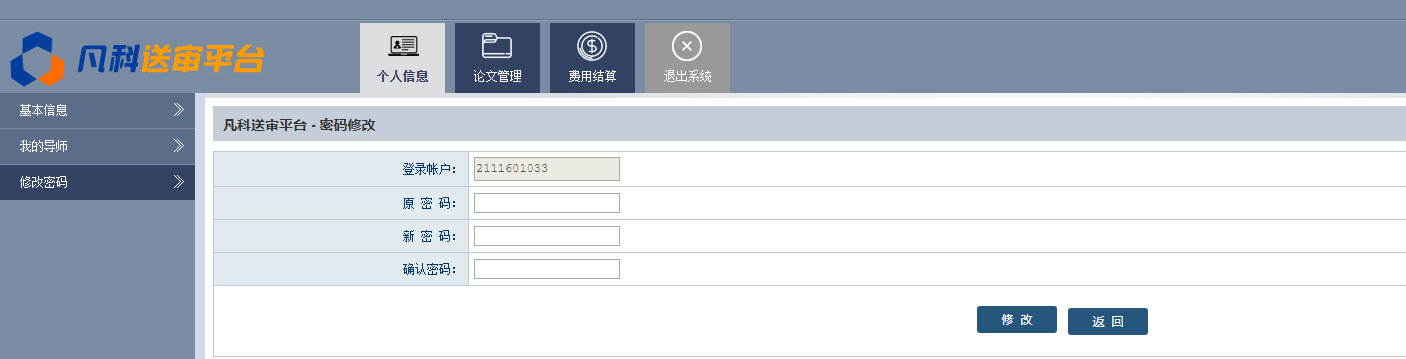 凡科送审平台
个人信息
论文管理
费用结算
退出系统
基本信息
我的导师
修改密码
凡科送审平台 - 密码修改
登录帐户： 2111601033
原 密 码：
新 密 码：
确认密码：
修 改
返 回